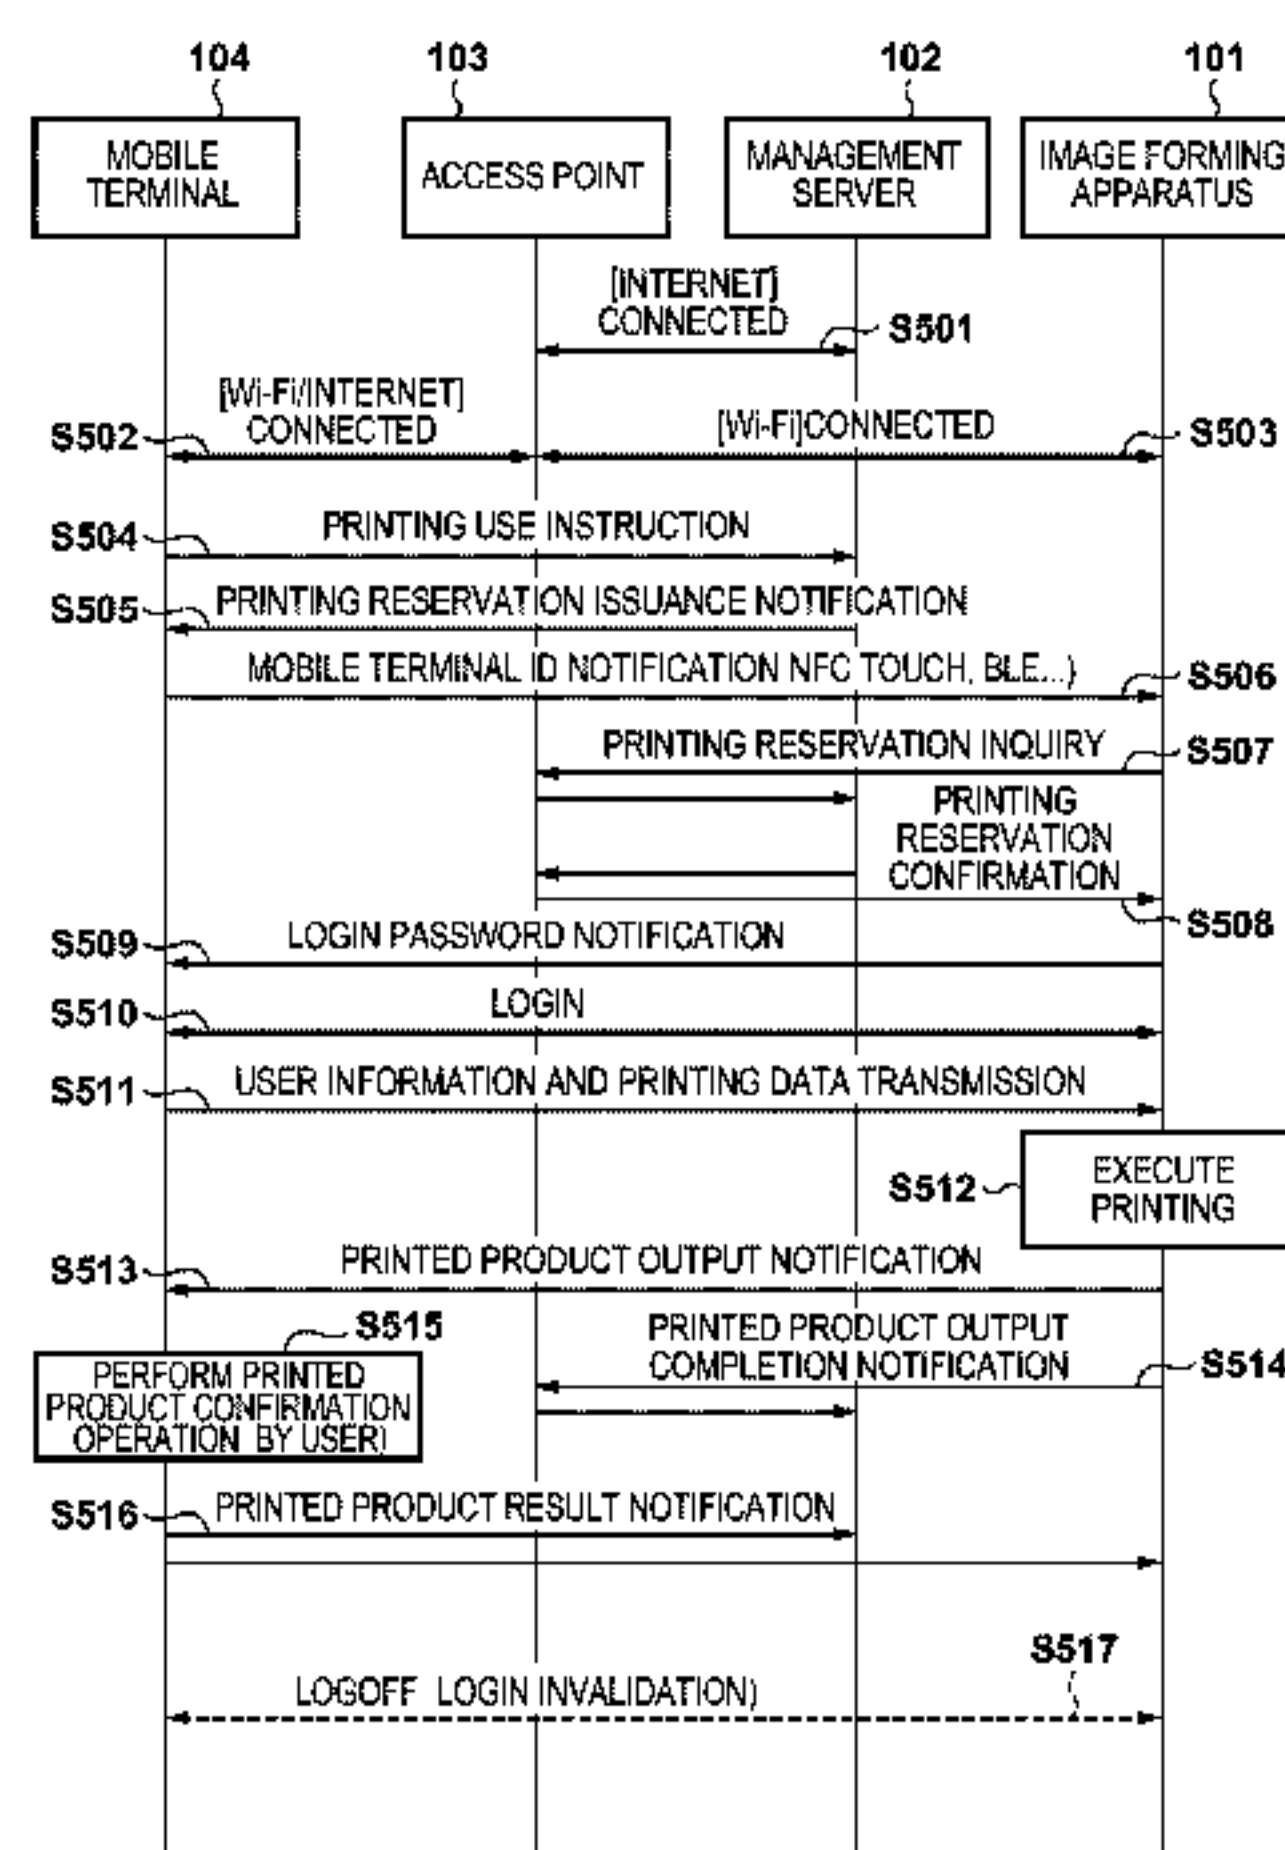 104
103
102
101
MOBILE
TERMINAL
ACCESS POINT
MANAGEMENT
SERVER
IMAGE FORMING
APPARATUS
[INTERNET]
CONNECTED
S501
[Wi-Fi/INTERNET]
CONNECTED
S502
[Wi-Fi]CONNECTED
S503
PRINTING USE INSTRUCTION
S504
PRINTING RESERVATION ISSUANCE NOTIFICATION
S505
MOBILE TERMINAL ID NOTIFICATION NFC TOUCH, BLE...)
S506
PRINTING RESERVATION INQUIRY
S507
PRINTING
RESERVATION
CONFIRMATION
S508
LOGIN PASSWORD NOTIFICATION
S509
LOGIN
S510
USER INFORMATION AND PRINTING DATA TRANSMISSION
S511
EXECUTE
PRINTING
S512
PRINTED PRODUCT OUTPUT NOTIFICATION
S513
PRINTED PRODUCT OUTPUT
COMPLETION NOTIFICATION
S514
S515
PERFORM PRINTED
PRODUCT CONFIRMATION
OPERATION BY USER)
PRINTED PRODUCT RESULT NOTIFICATION
S516
S517
LOGOFF LOGIN INVALIDATION)